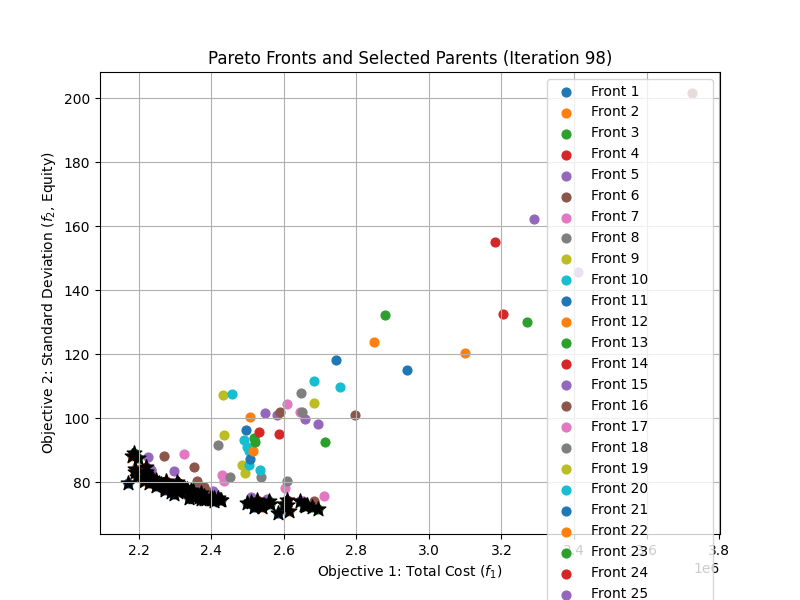 Pareto Fronts and Selected Parents (Iteration 98)
Objective 2: Standard Deviation (f2, Equity)
200
180
160
140
120
100
80
2.2
2.4
2.6
2.8
3.0
3.2
3.4
3.6
3.8
1e6
Objective 1: Total Cost (f1)
Front 1
Front 2
Front 3
Front 4
Front 5
Front 6
Front 7
Front 8
Front 9
Front 10
Front 11
Front 12
Front 13
Front 14
Front 15
Front 16
Front 17
Front 18
Front 19
Front 20
Front 21
Front 22
Front 23
Front 24
Front 25